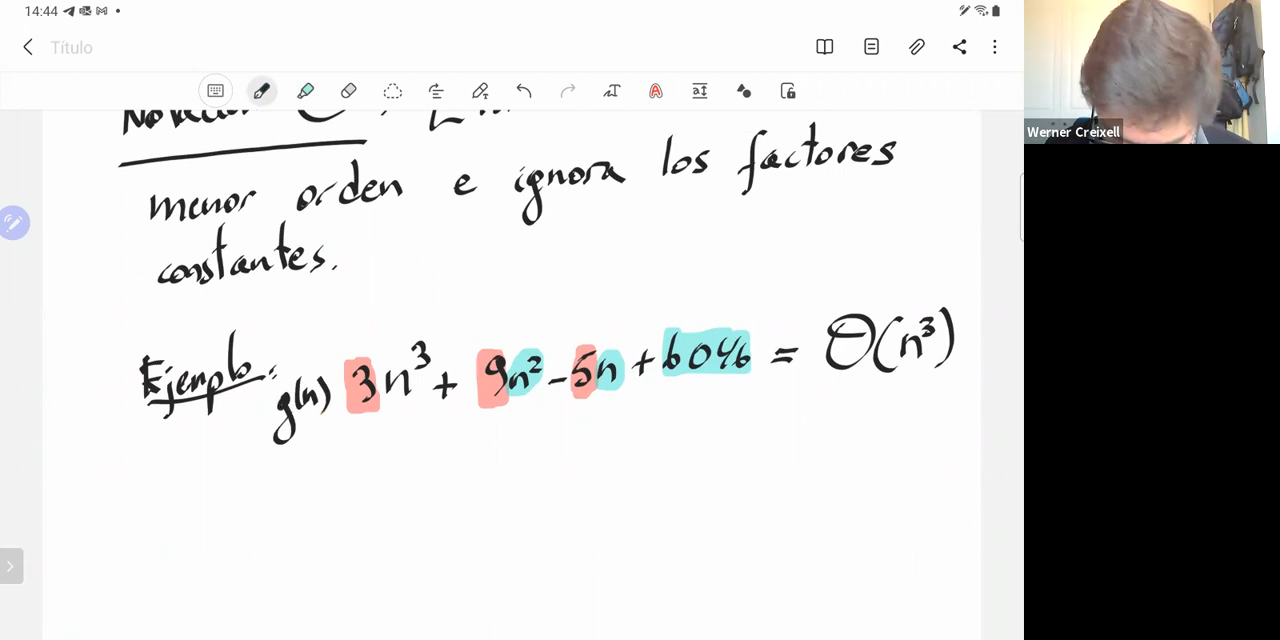 14:44
Título
menor orden e ignora los factores
constantes.
Ejemplo: g(n) 3n³ + 9n² - 5n + 6046 = Θ(n³)
Werner Creixell